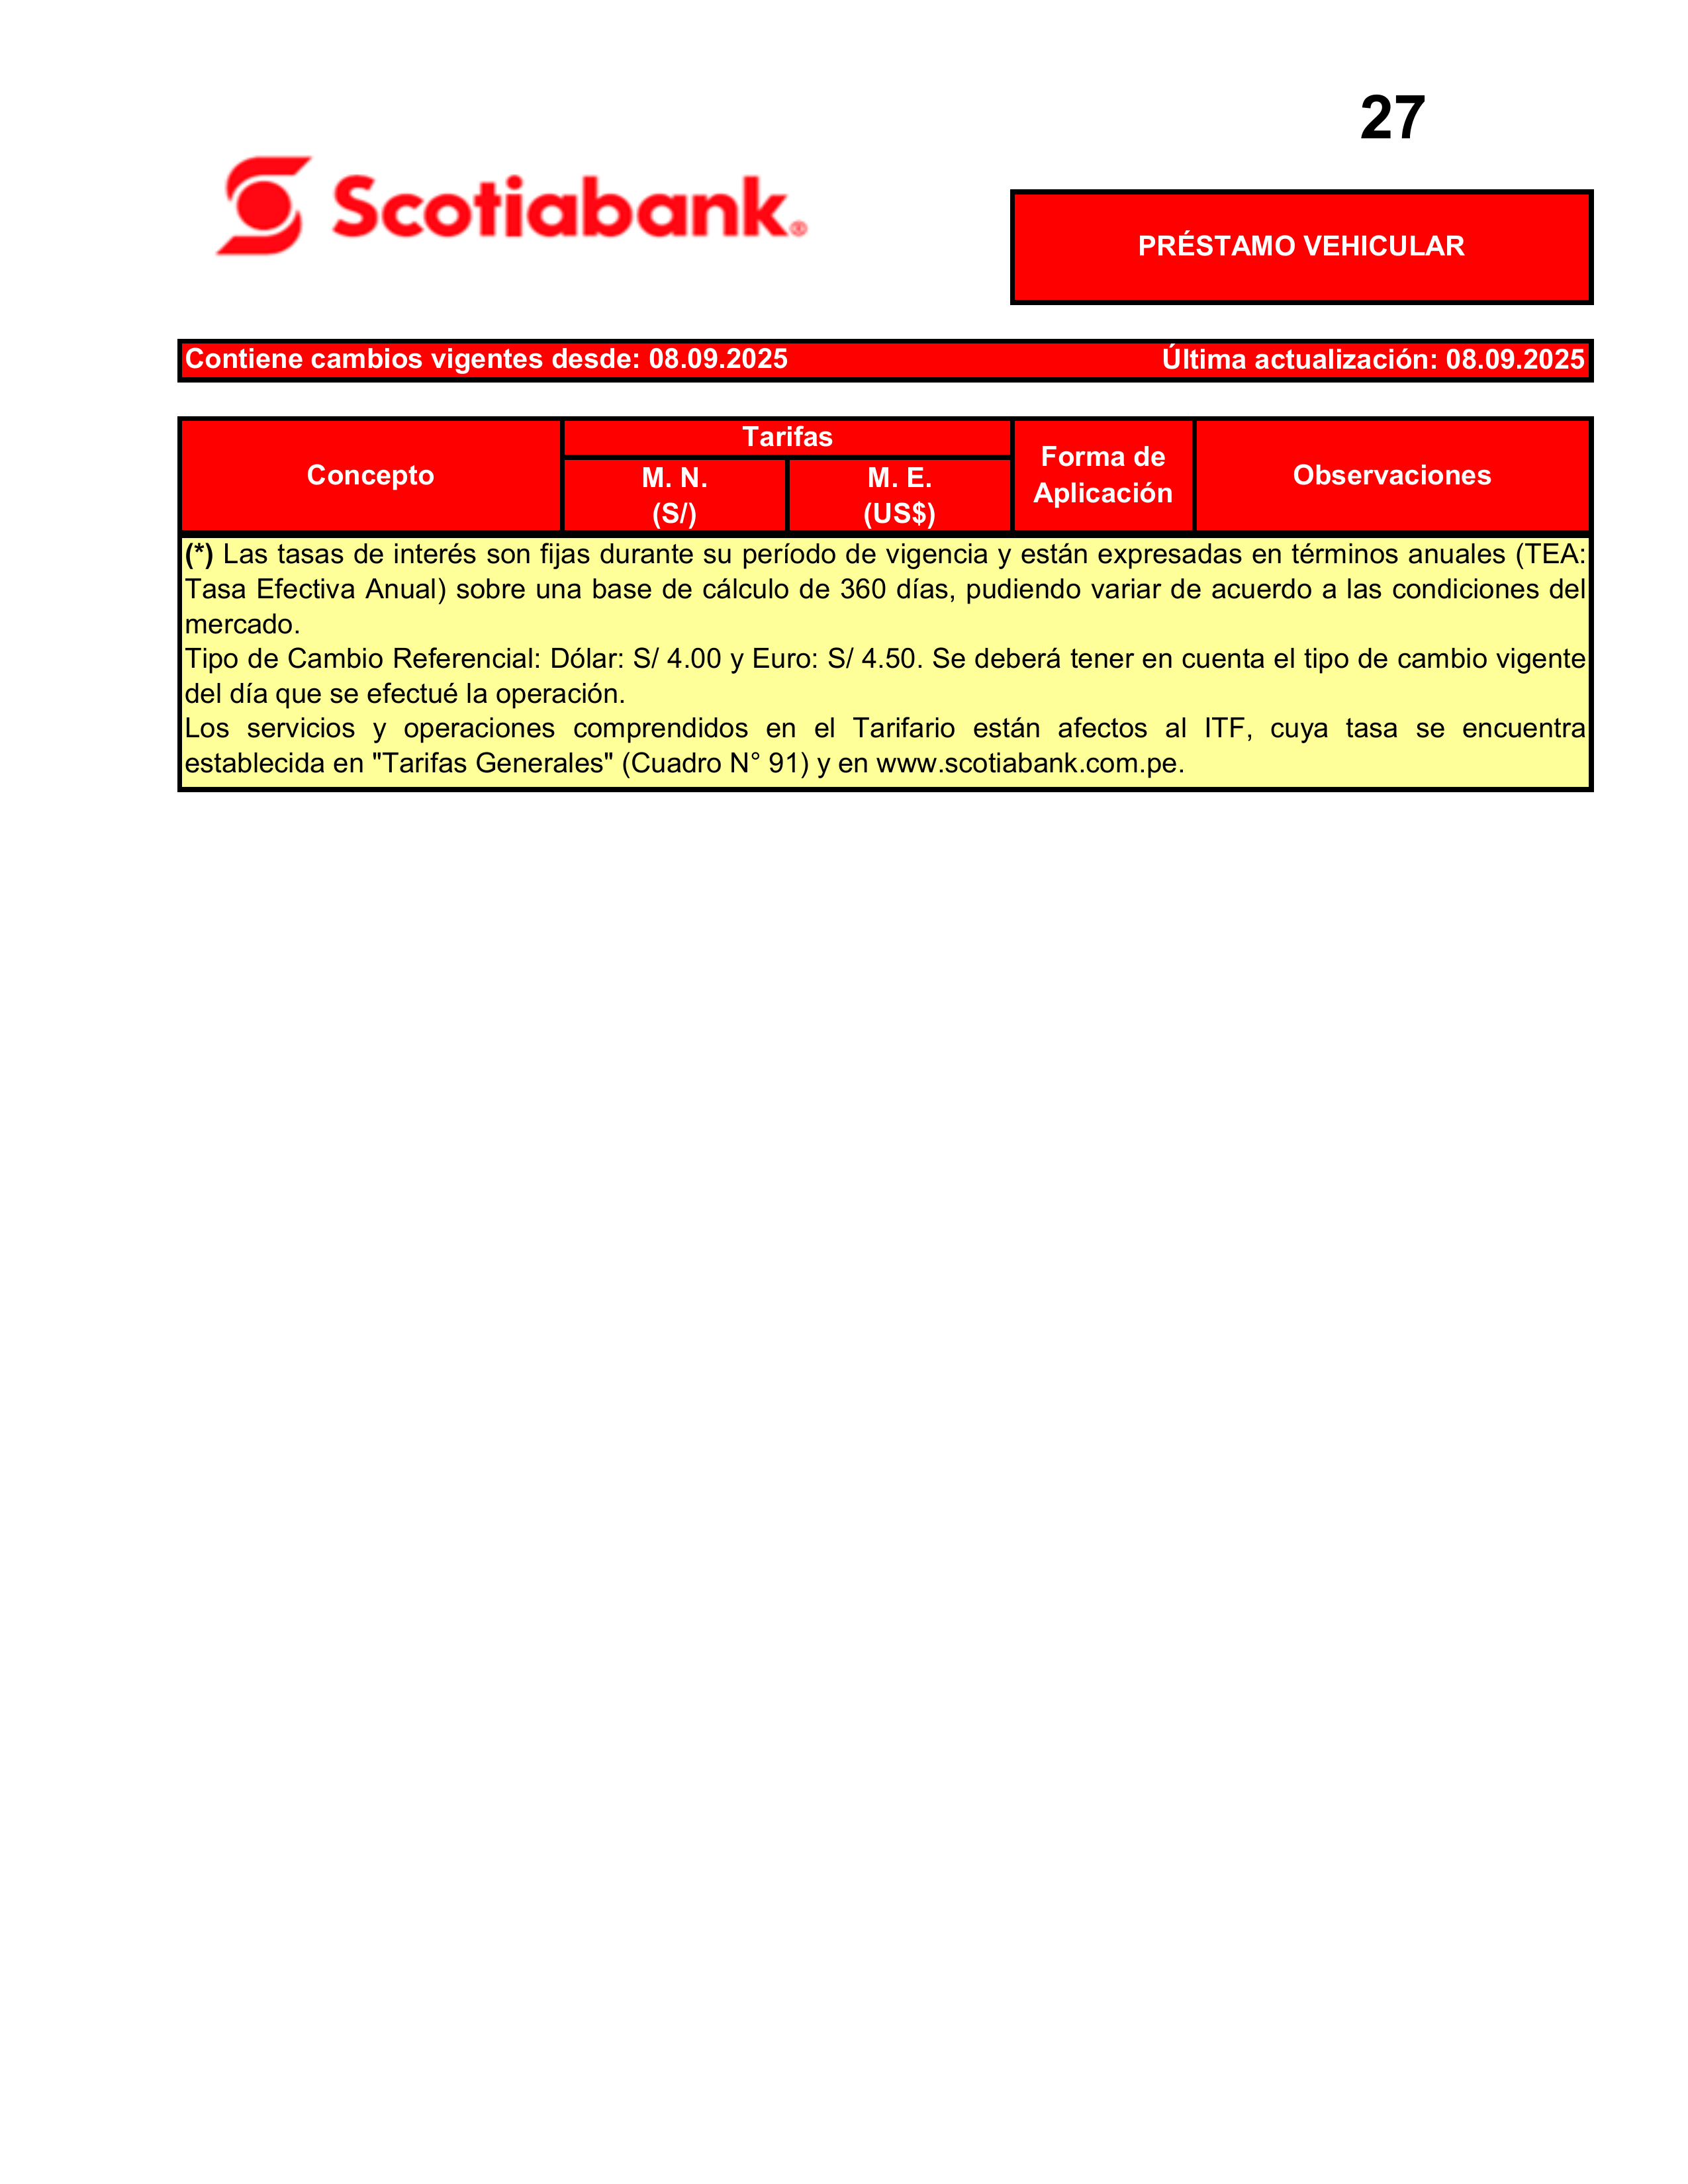 27
Scotiabank®
PRÉSTAMO VEHICULAR
Contiene cambios vigentes desde: 08.09.2025 Última actualización: 08.09.2025
Concepto
Tarifas
M. N.
(S/)
M. E.
(US$)
Forma de
Aplicación
Observaciones
(*) Las tasas de interés son fijas durante su período de vigencia y están expresadas en términos anuales (TEA:
Tasa Efectiva Anual) sobre una base de cálculo de 360 días, pudiendo variar de acuerdo a las condiciones del
mercado.
Tipo de Cambio Referencial: Dólar: S/ 4.00 y Euro: S/ 4.50. Se deberá tener en cuenta el tipo de cambio vigente
del día que se efectué la operación.
Los servicios y operaciones comprendidos en el Tarifario están afectos al ITF, cuya tasa se encuentra
establecida en "Tarifas Generales" (Cuadro N° 91) y en www.scotiabank.com.pe.